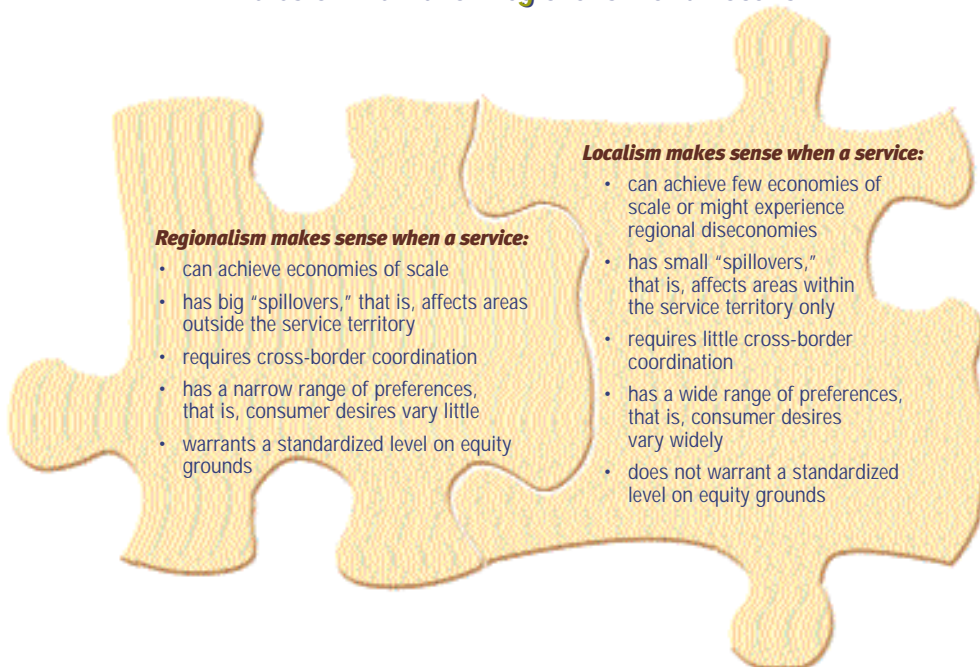 Regionalism makes sense when a service:
• can achieve economies of scale
• has big “spillovers,” that is, affects areas
outside the service territory
• requires cross-border coordination
• has a narrow range of preferences,
that is, consumer desires vary little
• warrants a standardized level on equity
grounds
Localism makes sense when a service:
• can achieve few economies of
scale or might experience
regional diseconomies
• has small “spillovers,”
that is, affects areas within
the service territory only
• requires little cross-border
coordination
• has a wide range of preferences,
that is, consumer desires
vary widely
• does not warrant a standardized
level on equity grounds